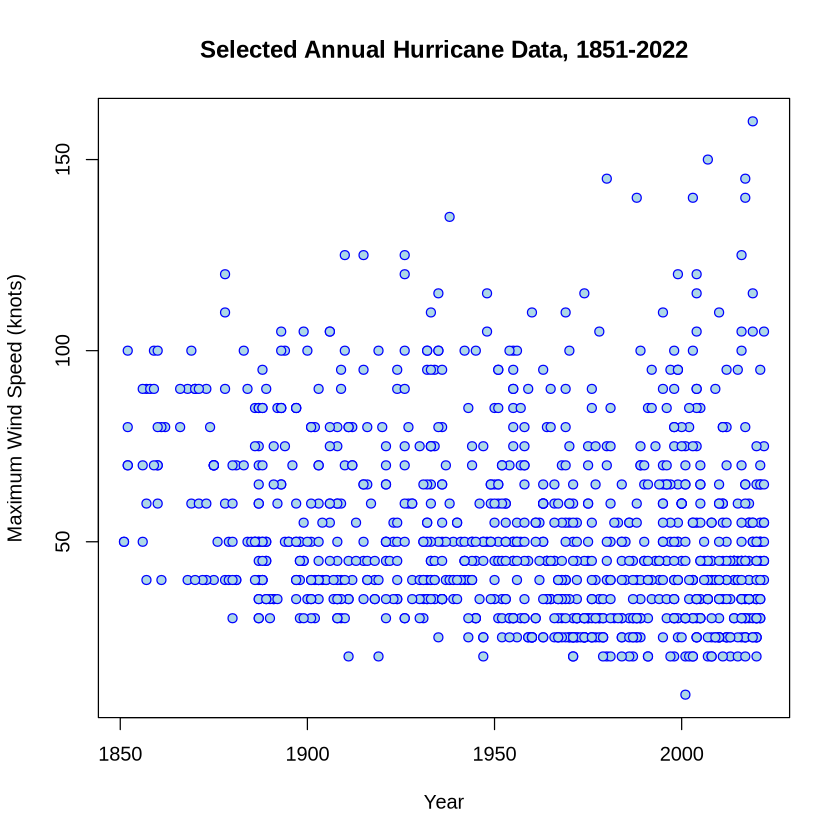 Selected Annual Hurricane Data, 1851-2022
Maximum Wind Speed (knots)
150
100
50
1850 1900 1950 2000
Year